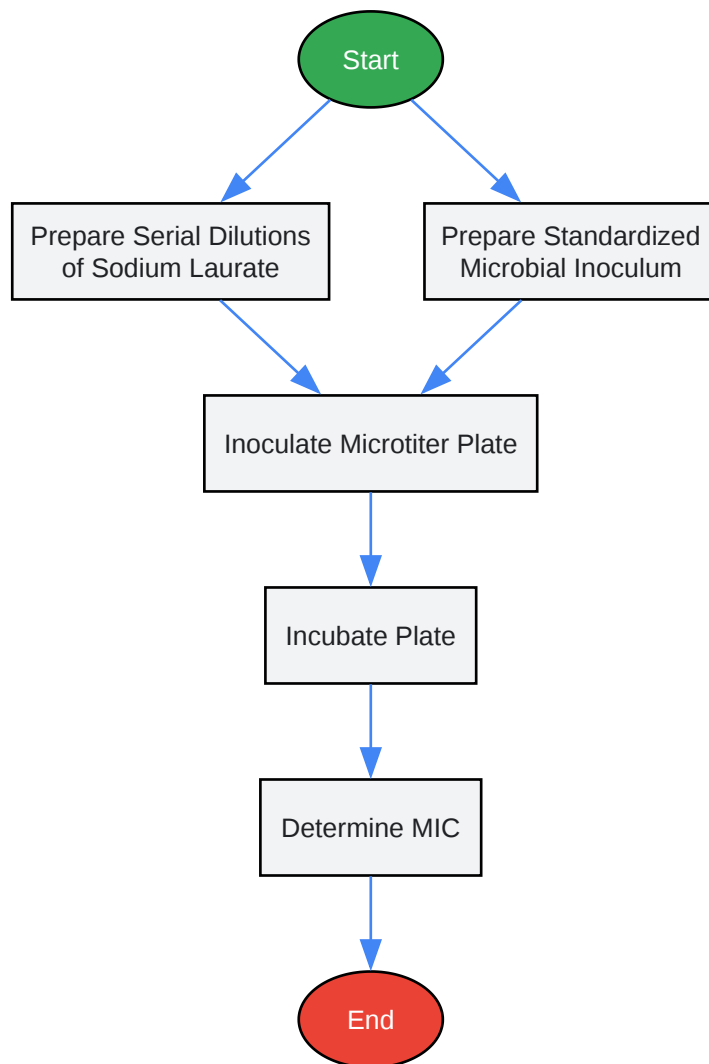 Start
Prepare Serial Dilutions
of Sodium Laurate
Prepare Standardized
Microbial Inoculum
Inoculate Microtiter Plate
Incubate Plate
Determine MIC
End